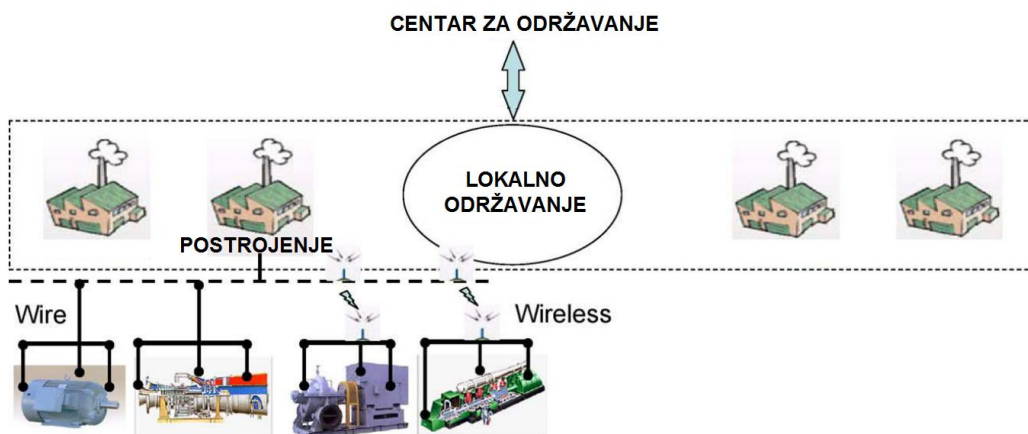 CENTAR ZA ODRŽAVANJE
LOKALNO
ODRŽAVANJE
POSTROJENJE
Wire
Wireless